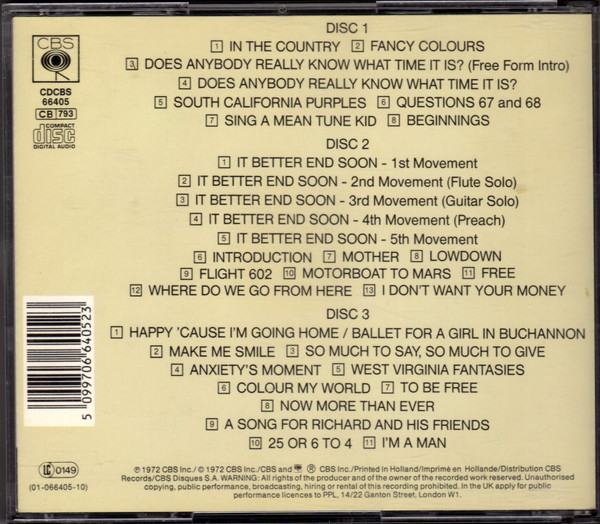 CBS
CDCBS
66405
CB 793
COMPACT
disc
DIGITAL AUDIO
DISC 1
1 IN THE COUNTRY 2 FANCY COLOURS
3 DOES ANYBODY REALLY KNOW WHAT TIME IT IS? (Free Form Intro)
4 DOES ANYBODY REALLY KNOW WHAT TIME IT IS?
5 SOUTH CALIFORNIA PURPLES 6 QUESTIONS 67 and 68
7 SING A MEAN TUNE KID 8 BEGINNINGS
DISC 2
1 IT BETTER END SOON - 1st Movement
2 IT BETTER END SOON - 2nd Movement (Flute Solo)
3 IT BETTER END SOON - 3rd Movement (Guitar Solo)
4 IT BETTER END SOON - 4th Movement (Preach)
5 IT BETTER END SOON - 5th Movement
6 INTRODUCTION 7 MOTHER 8 LOWDOWN
9 FLIGHT 602 10 MOTORBOAT TO MARS 11 FREE
12 WHERE DO WE GO FROM HERE 13 I DON'T WANT YOUR MONEY
DISC 3
1 HAPPY 'CAUSE I'M GOING HOME / BALLET FOR A GIRL IN BUCHANNON
2 MAKE ME SMILE 3 SO MUCH TO SAY, SO MUCH TO GIVE
4 ANXIETY'S MOMENT 5 WEST VIRGINIA FANTASIES
6 COLOUR MY WORLD 7 TO BE FREE
8 NOW MORE THAN EVER
9 A SONG FOR RICHARD AND HIS FRIENDS
10 25 OR 6 TO 4 11 I'M A MAN
5 099706 640523
LC 0149
(01-066405-10)
℗ 1972 CBS Inc./ © 1972 CBS Inc./CBS and ® CBS Inc./Printed in Holland/Imprimé en Hollande/Distribution CBS
Records/CBS Disques S.A. WARNING: All rights of the producer and of the owner of the recorded work reserved. Unauthorised
copying, public performance, broadcasting, hiring or rental of this recording prohibited. In the UK apply for public
performance licences to PPL, 14/22 Ganton Street, London W1.